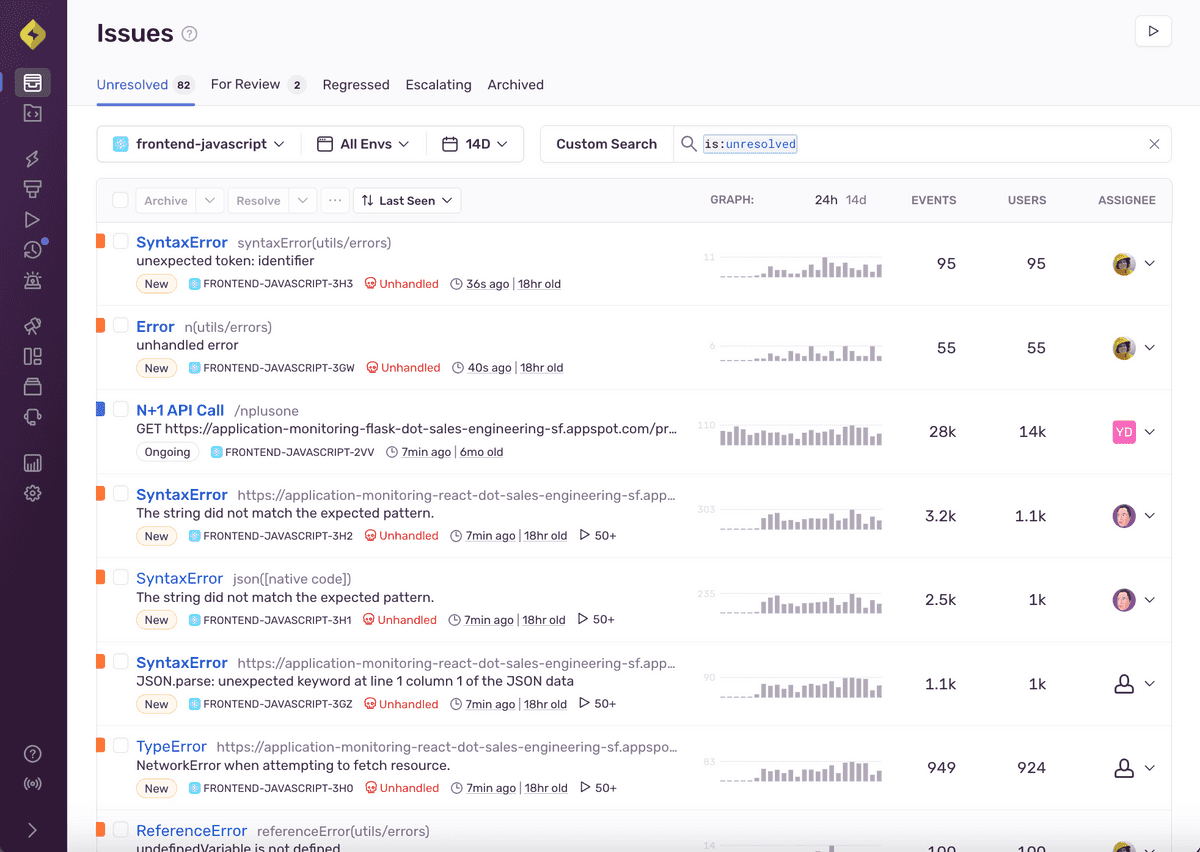 Issues ?
Unresolved 82 For Review 2 Regressed Escalating Archived
frontend-javascript All Envs 14D Custom Search is:unresolved
Archive Resolve ... Last Seen GRAPH: 24h 14d EVENTS USERS ASSIGNEE
SyntaxError syntaxError(utils/errors)
unexpected token: identifier
11 95 95
New FRONTEND-JAVASCRIPT-3H3 Unhandled 36s ago | 18hr old
Error n(utils/errors)
unhandled error
6 55 55
New FRONTEND-JAVASCRIPT-3GW Unhandled 40s ago | 18hr old
N+1 API Call /nplusone
GET https://application-monitoring-flask-dot-sales-engineering-sf.appspot.com/pr...
110 28k 14k YD
Ongoing FRONTEND-JAVASCRIPT-2VV 7min ago | 6mo old
SyntaxError https://application-monitoring-react-dot-sales-engineering-sf.app...
The string did not match the expected pattern.
303 3.2k 1.1k
New FRONTEND-JAVASCRIPT-3H2 Unhandled 7min ago | 18hr old 50+
SyntaxError json([native code])
The string did not match the expected pattern.
235 2.5k 1k
New FRONTEND-JAVASCRIPT-3H1 Unhandled 7min ago | 18hr old 50+
SyntaxError https://application-monitoring-react-dot-sales-engineering-sf.app...
JSON.parse: unexpected keyword at line 1 column 1 of the JSON data
90 1.1k 1k
New FRONTEND-JAVASCRIPT-3GZ Unhandled 7min ago | 18hr old 50+
TypeError https://application-monitoring-react-dot-sales-engineering-sf.appspo...
NetworkError when attempting to fetch resource.
83 949 924
New FRONTEND-JAVASCRIPT-3H0 Unhandled 7min ago | 18hr old 50+
ReferenceError referenceError(utils/errors)
undefinedVariable is not defined
14 100 100
?